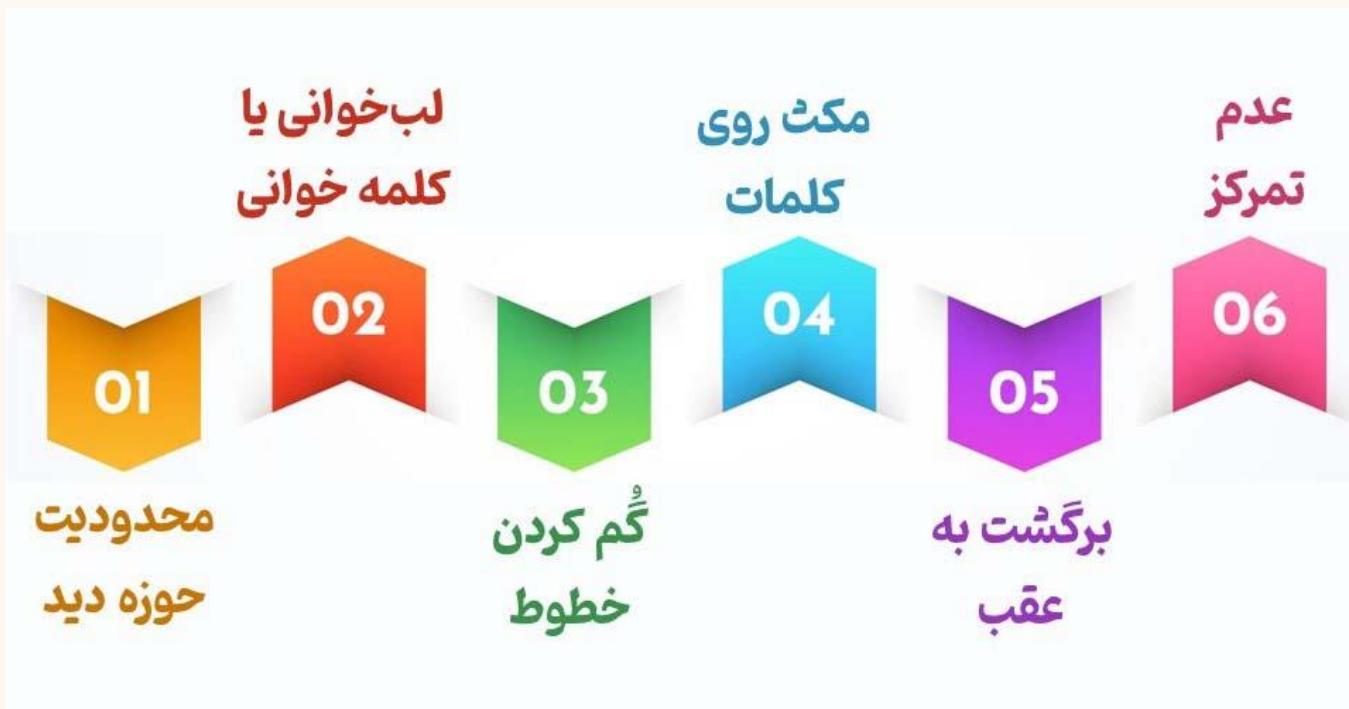 01
محدودیت
حوزه دید
لب‌خوانی یا
کلمه خوانی
02
03
گُم کردن
خطوط
مکث روی
کلمات
04
05
برگشت به
عقب
عدم
تمرکز
06